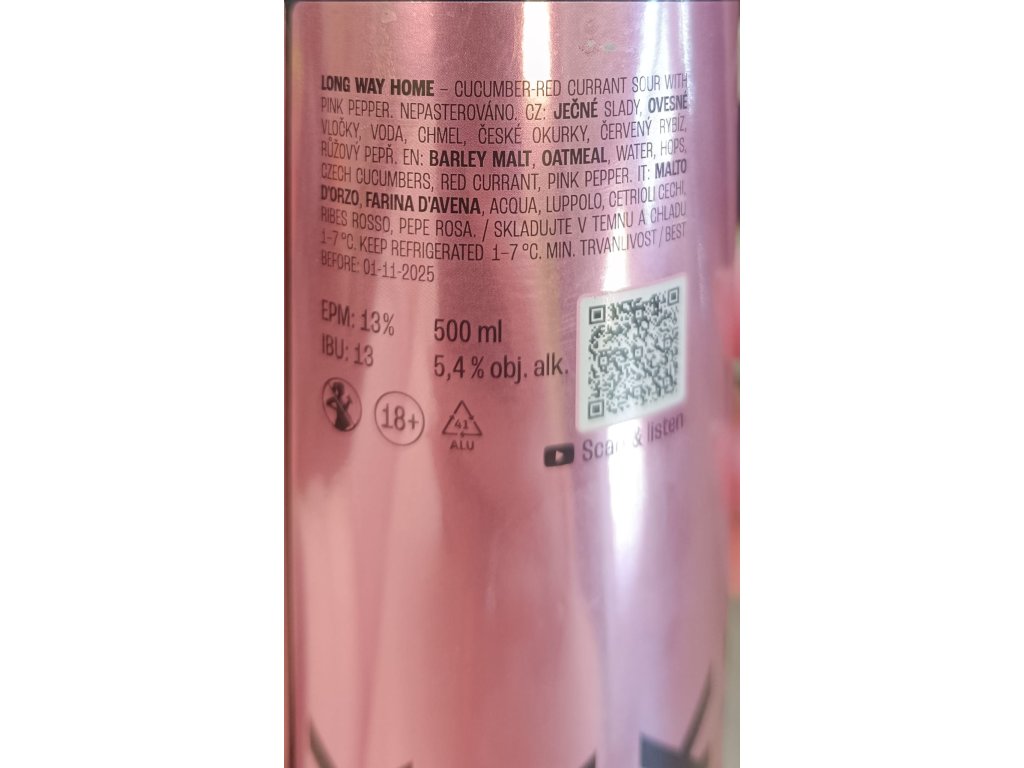 LONG WAY HOME – CUCUMBER-RED CURRANT SOUR WITH
PINK PEPPER. NEPASTEROVÁNO. CZ: JEČNÉ SLADY, OVESNÉ
VLOČKY, VODA, CHMEL, ČESKÉ OKURKY, ČERVENÝ RYBÍZ,
RŮŽOVÝ PEPŘ. EN: BARLEY MALT, OATMEAL, WATER, HOPS,
CZECH CUCUMBERS, RED CURRANT, PINK PEPPER. IT: MALTO
D'ORZO, FARINA D'AVENA, ACQUA, LUPPOLO, CETRIOLI CECHI,
RIBES ROSSO, PEPE ROSA. / SKLADUJTE V TEMNU A CHLADU
1–7 °C. KEEP REFRIGERATED 1–7 °C. MIN. TRVANLIVOST / BEST
BEFORE: 01-11-2025
EPM: 13%
IBU: 13
500 ml
5,4 % obj. alk.
18+
41
ALU
Scan & listen